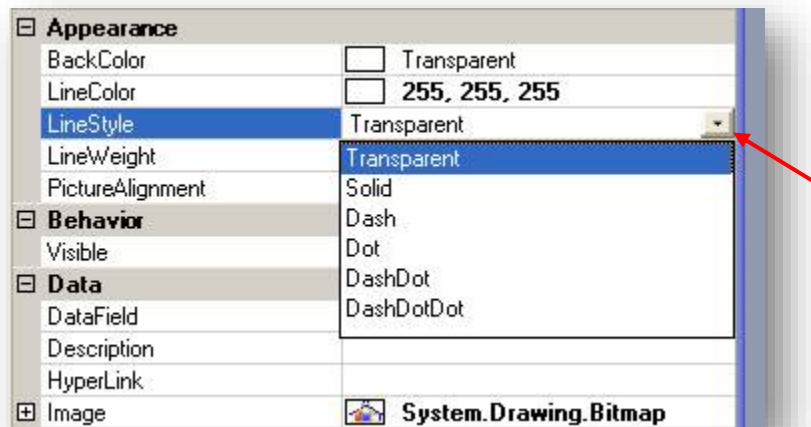 Appearance
BackColor Transparent
LineColor 255, 255, 255
LineStyle Transparent
LineWeight Transparent
PictureAlignment Solid
Behavior Dash
Visible Dot
Data DashDot
DataField DashDotDot
Description
HyperLink
Image System.Drawing.Bitmap